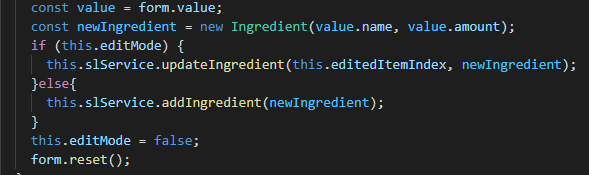 const value = form.value;
const newIngredient = new Ingredient(value.name, value.amount);
if (this.editMode) {
this.slService.updateIngredient(this.editedItemIndex, newIngredient);
}else{
this.slService.addIngredient(newIngredient);
}
this.editMode = false;
form.reset();